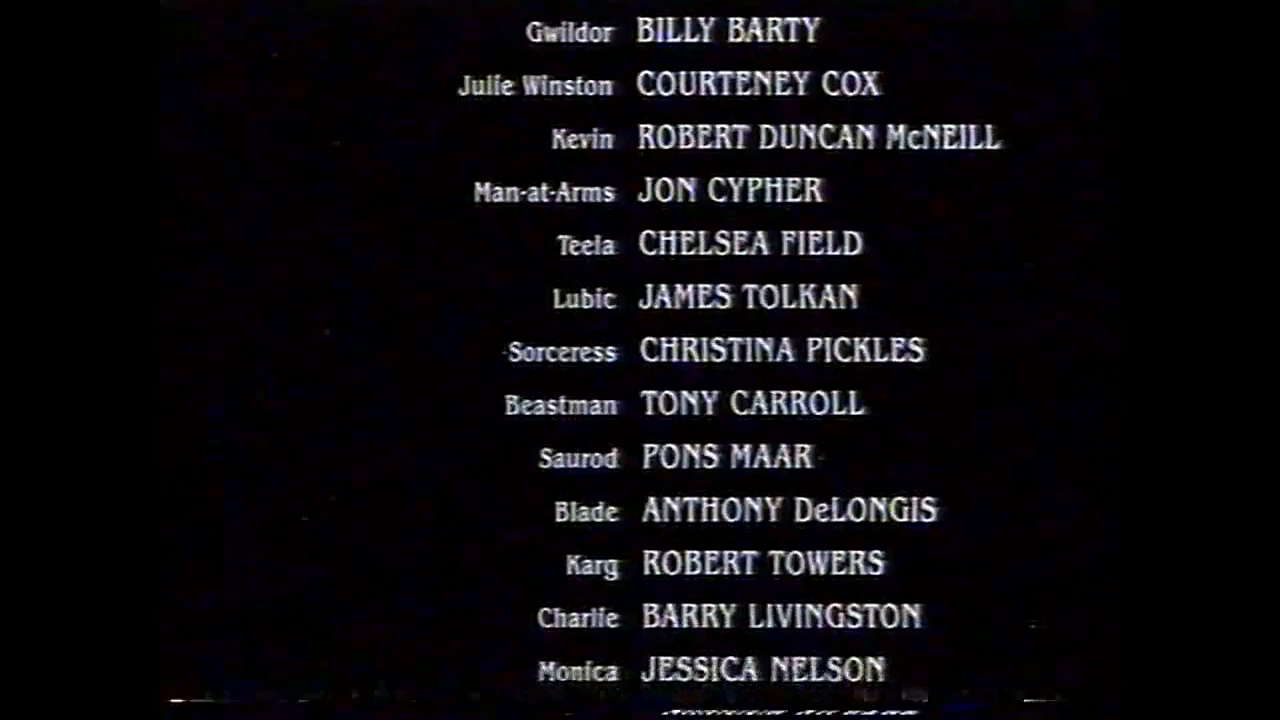 Gwildor BILLY BARTY
Julie Winston COURTENEY COX
Kevin ROBERT DUNCAN McNEILL
Man-at-Arms JON CYPHER
Teela CHELSEA FIELD
Lubic JAMES TOLKAN
Sorceress CHRISTINA PICKLES
Beastman TONY CARROLL
Saurod PONS MAAR
Blade ANTHONY DeLONGIS
Karg ROBERT TOWERS
Charlie BARRY LIVINGSTON
Monica JESSICA NELSON